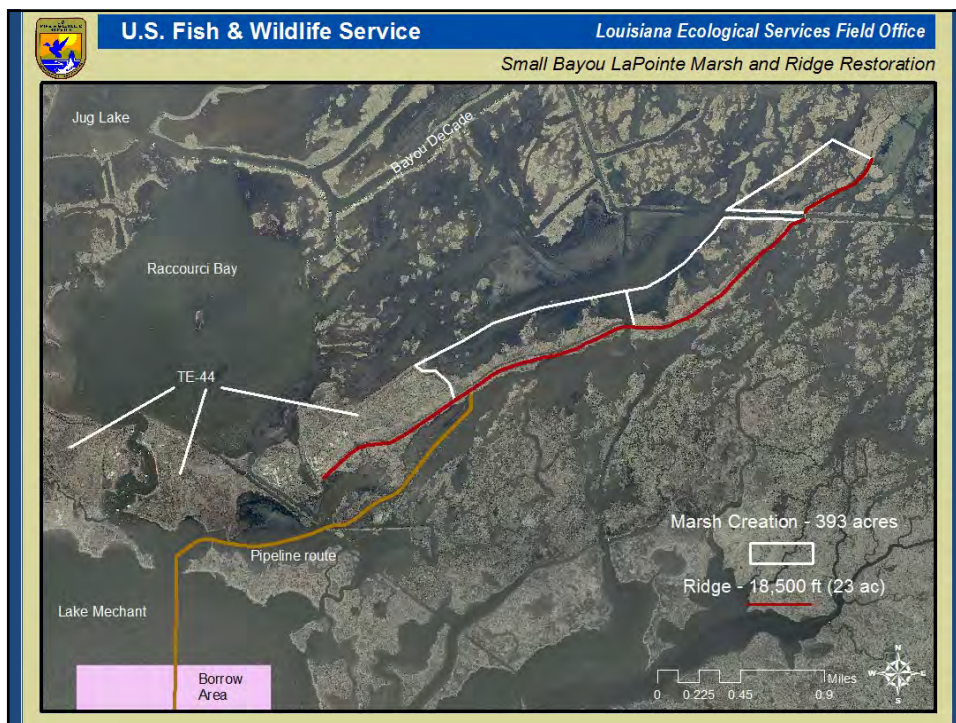 U.S. Fish & Wildlife Service
Louisiana Ecological Services Field Office
Small Bayou LaPointe Marsh and Ridge Restoration
Jug Lake
Bayou DeCade
Raccourci Bay
TE-44
Marsh Creation - 393 acres
Pipeline route
Ridge - 18,500 ft (23 ac)
Lake Mechant
Borrow
Area
Miles
0 0.225 0.45 0.9
N
W E
S